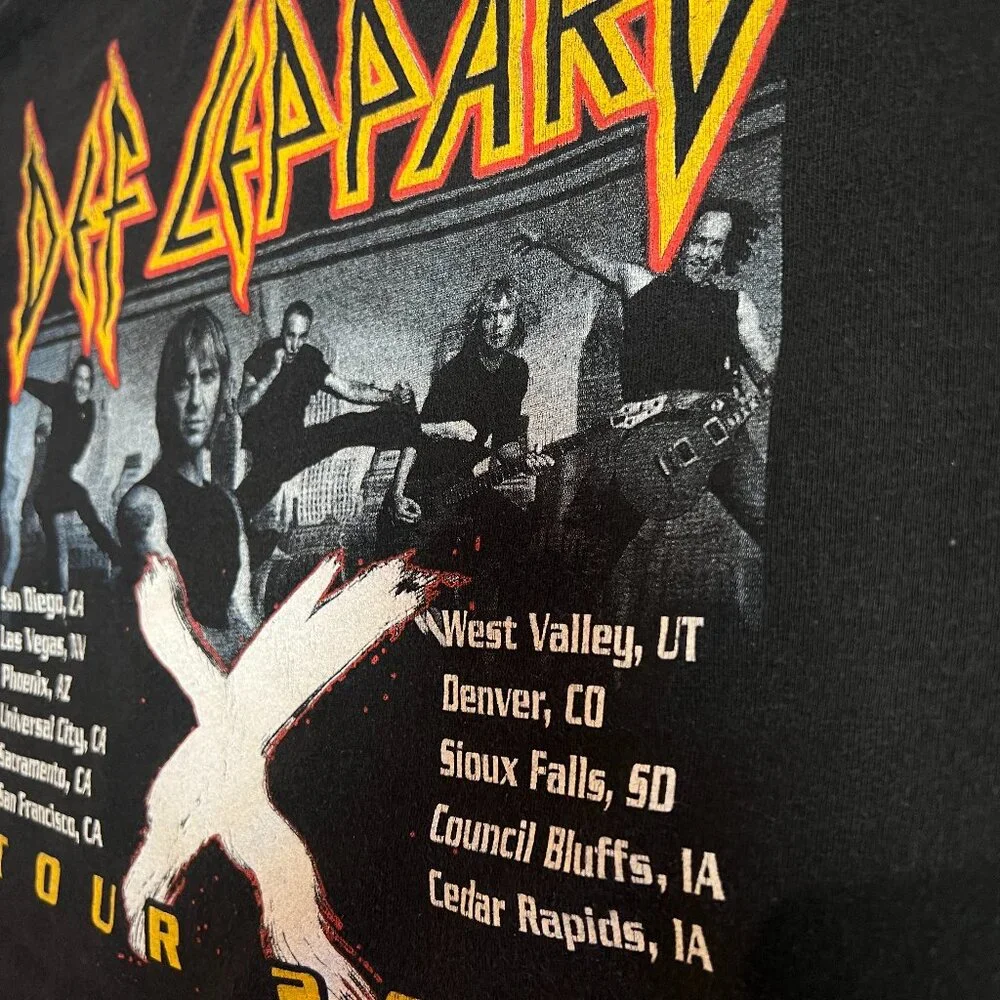 DEF LEPPARD
San Diego, CA
Las Vegas, NV
Phoenix, AZ
Universal City, CA
Sacramento, CA
San Francisco, CA
X
West Valley, UT
Denver, CO
Sioux Falls, SD
Council Bluffs, IA
Cedar Rapids, IA
TOUR